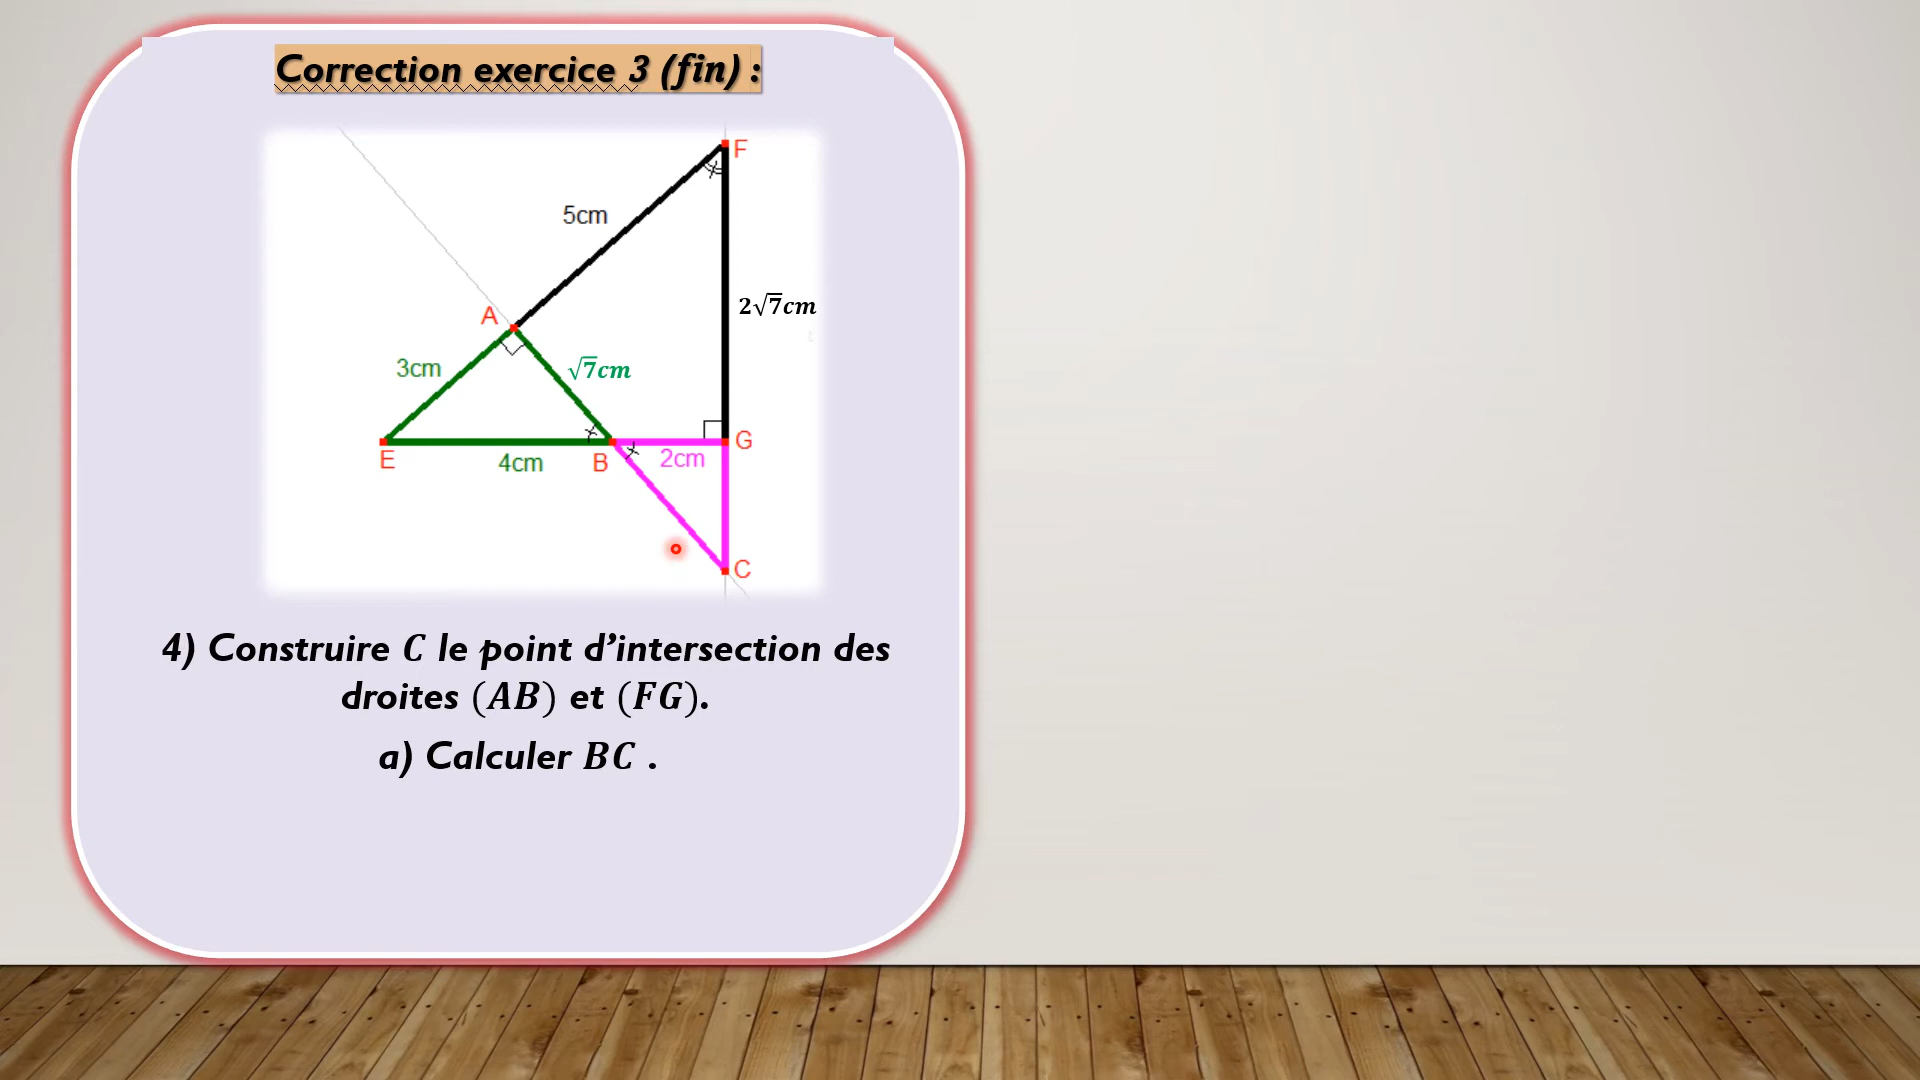 Correction exercice 3 (fin) :
F
5cm
2√7cm
A
3cm
√7cm
G
E
4cm
B
2cm
C
4) Construire C le point d’intersection des
droites (AB) et (FG).
a) Calculer BC .